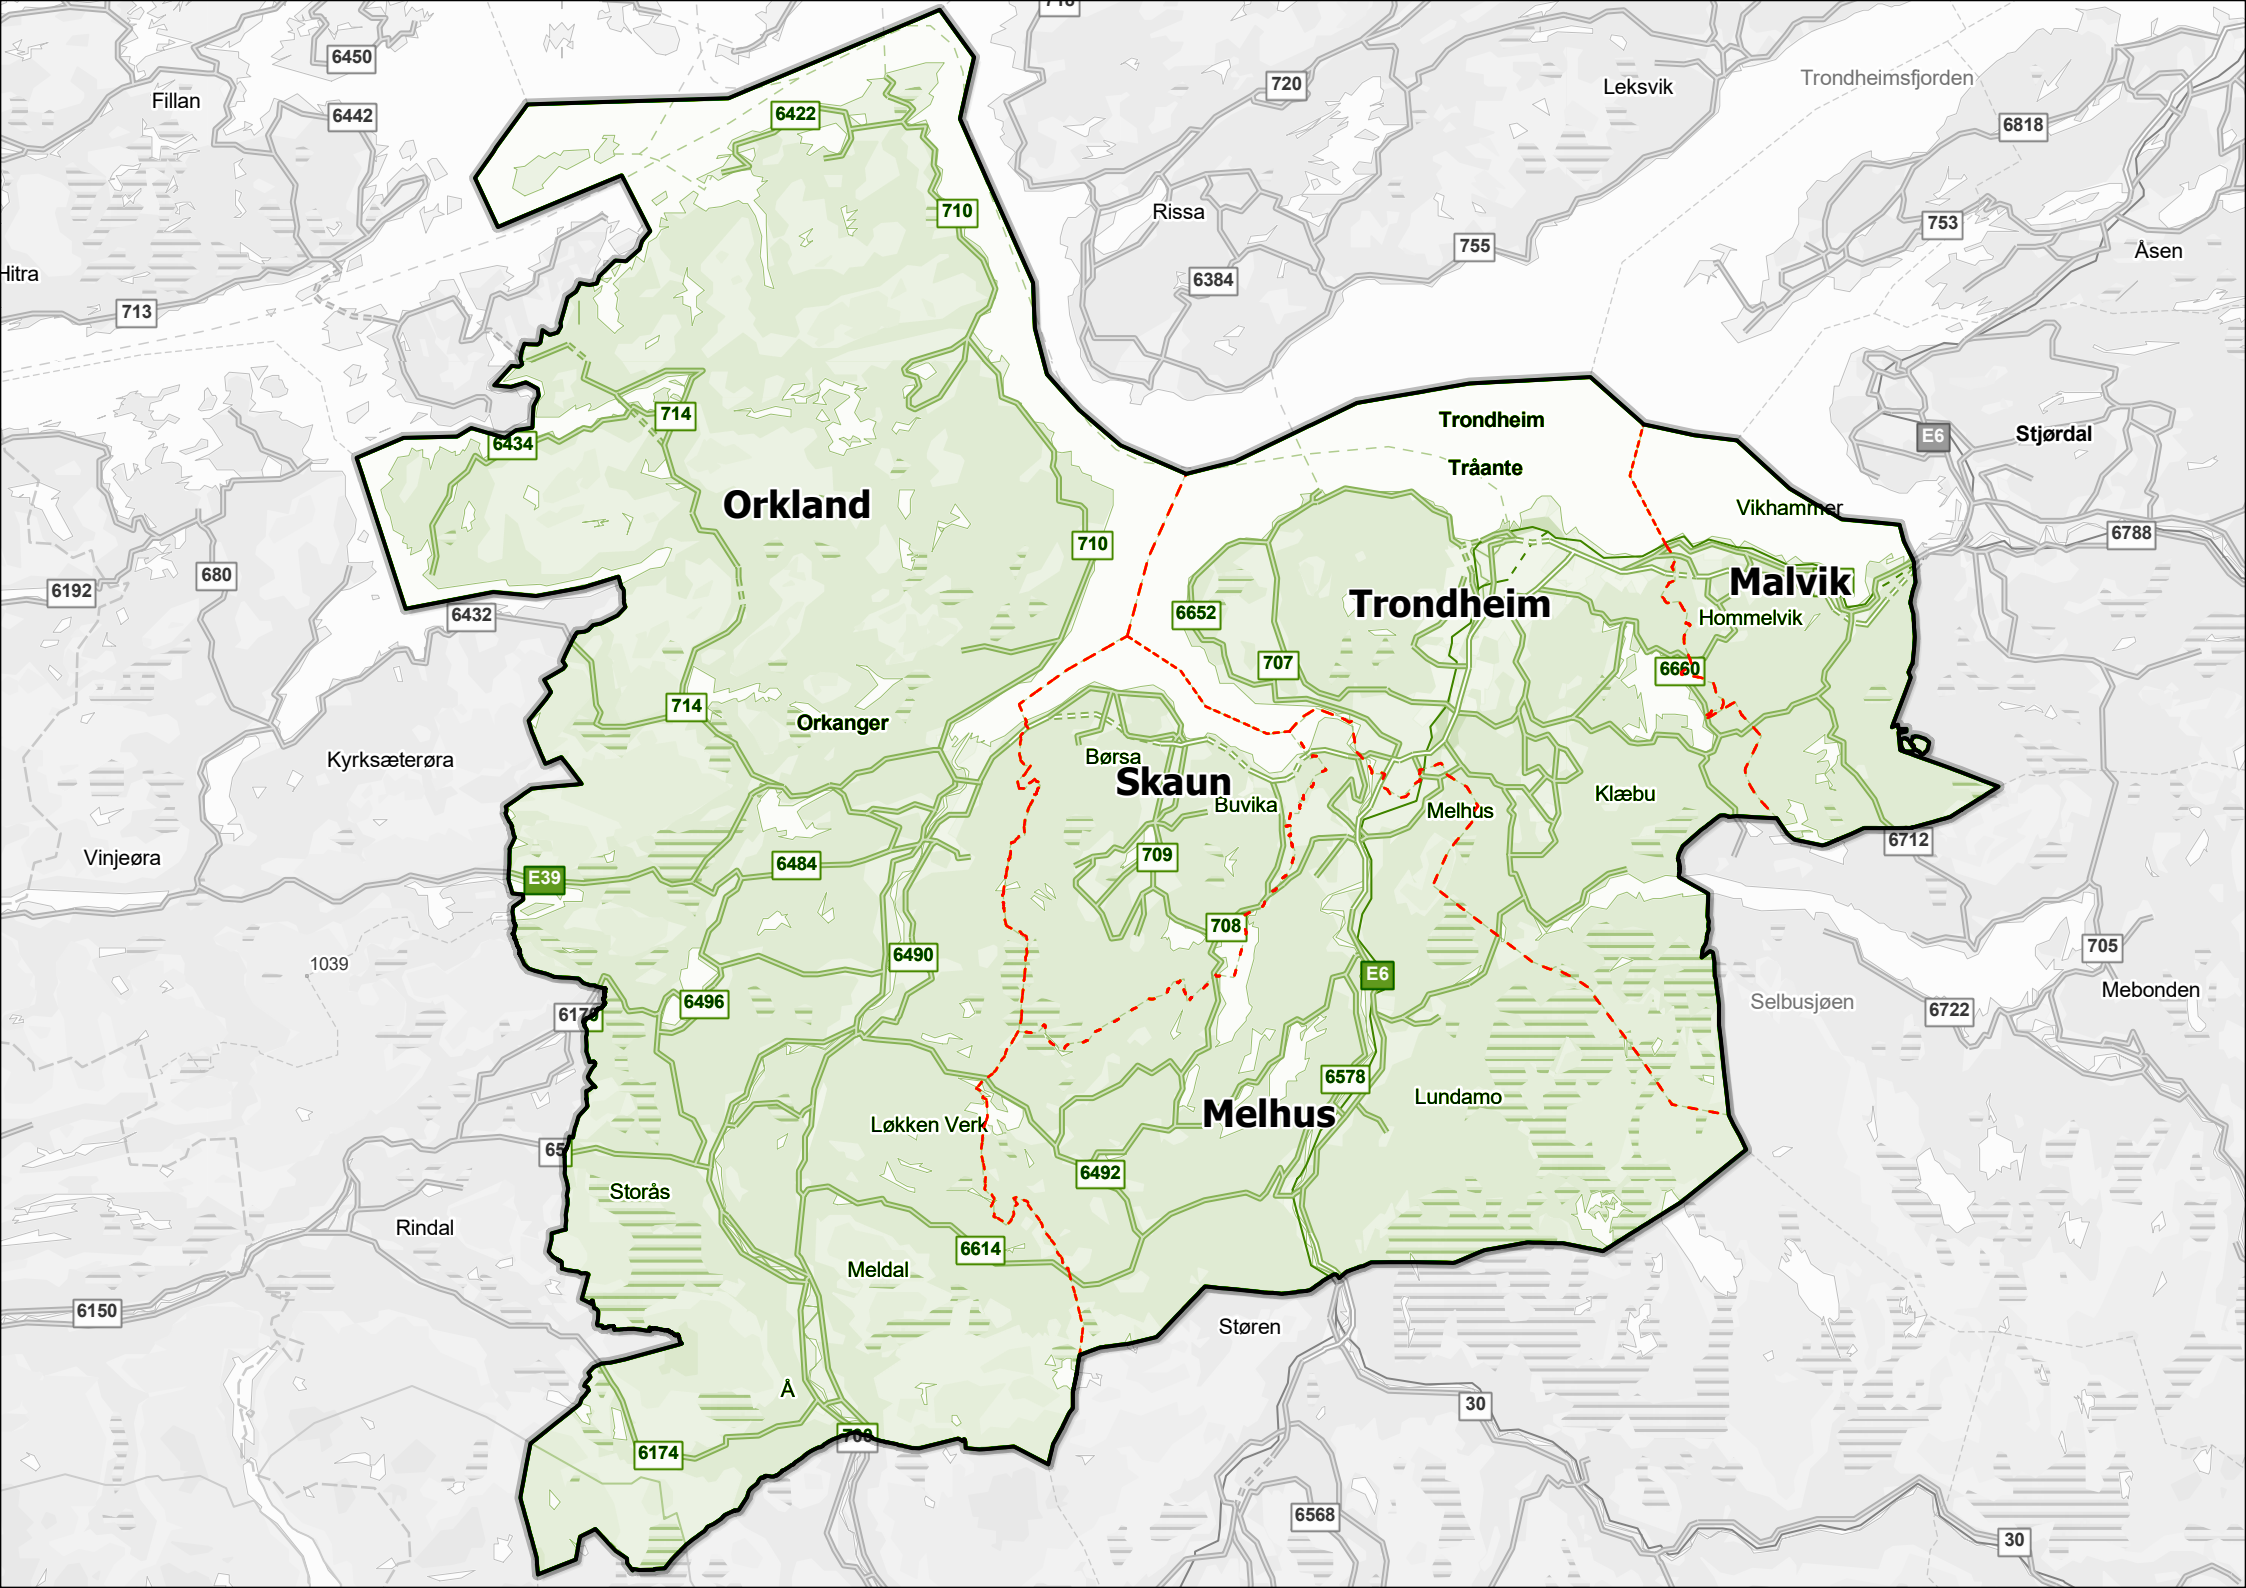 6450
Fillan
6442
720
Leksvik
Trondheimsfjorden
6818
6422
710
Rissa
753
755
Åsen
Hitra
6384
713
714
6434
Trondheim
E6
Stjørdal
Tråante
Orkland
Vikhammer
710
6788
680
6192
Malvik
Trondheim
6432
6652
Hommelvik
707
6660
714
Orkanger
Kyrksæterøra
Børsa
Skaun
Buvika
Melhus
Klæbu
6712
Vinjeøra
709
6484
E39
708
705
6490
1039
E6
Mebonden
6496
Selbusjøen
6722
6170
6578
Lundamo
Løkken Verk
Melhus
65
6492
Storås
Rindal
6614
Meldal
6150
Støren
Å
30
700
6174
6568
30